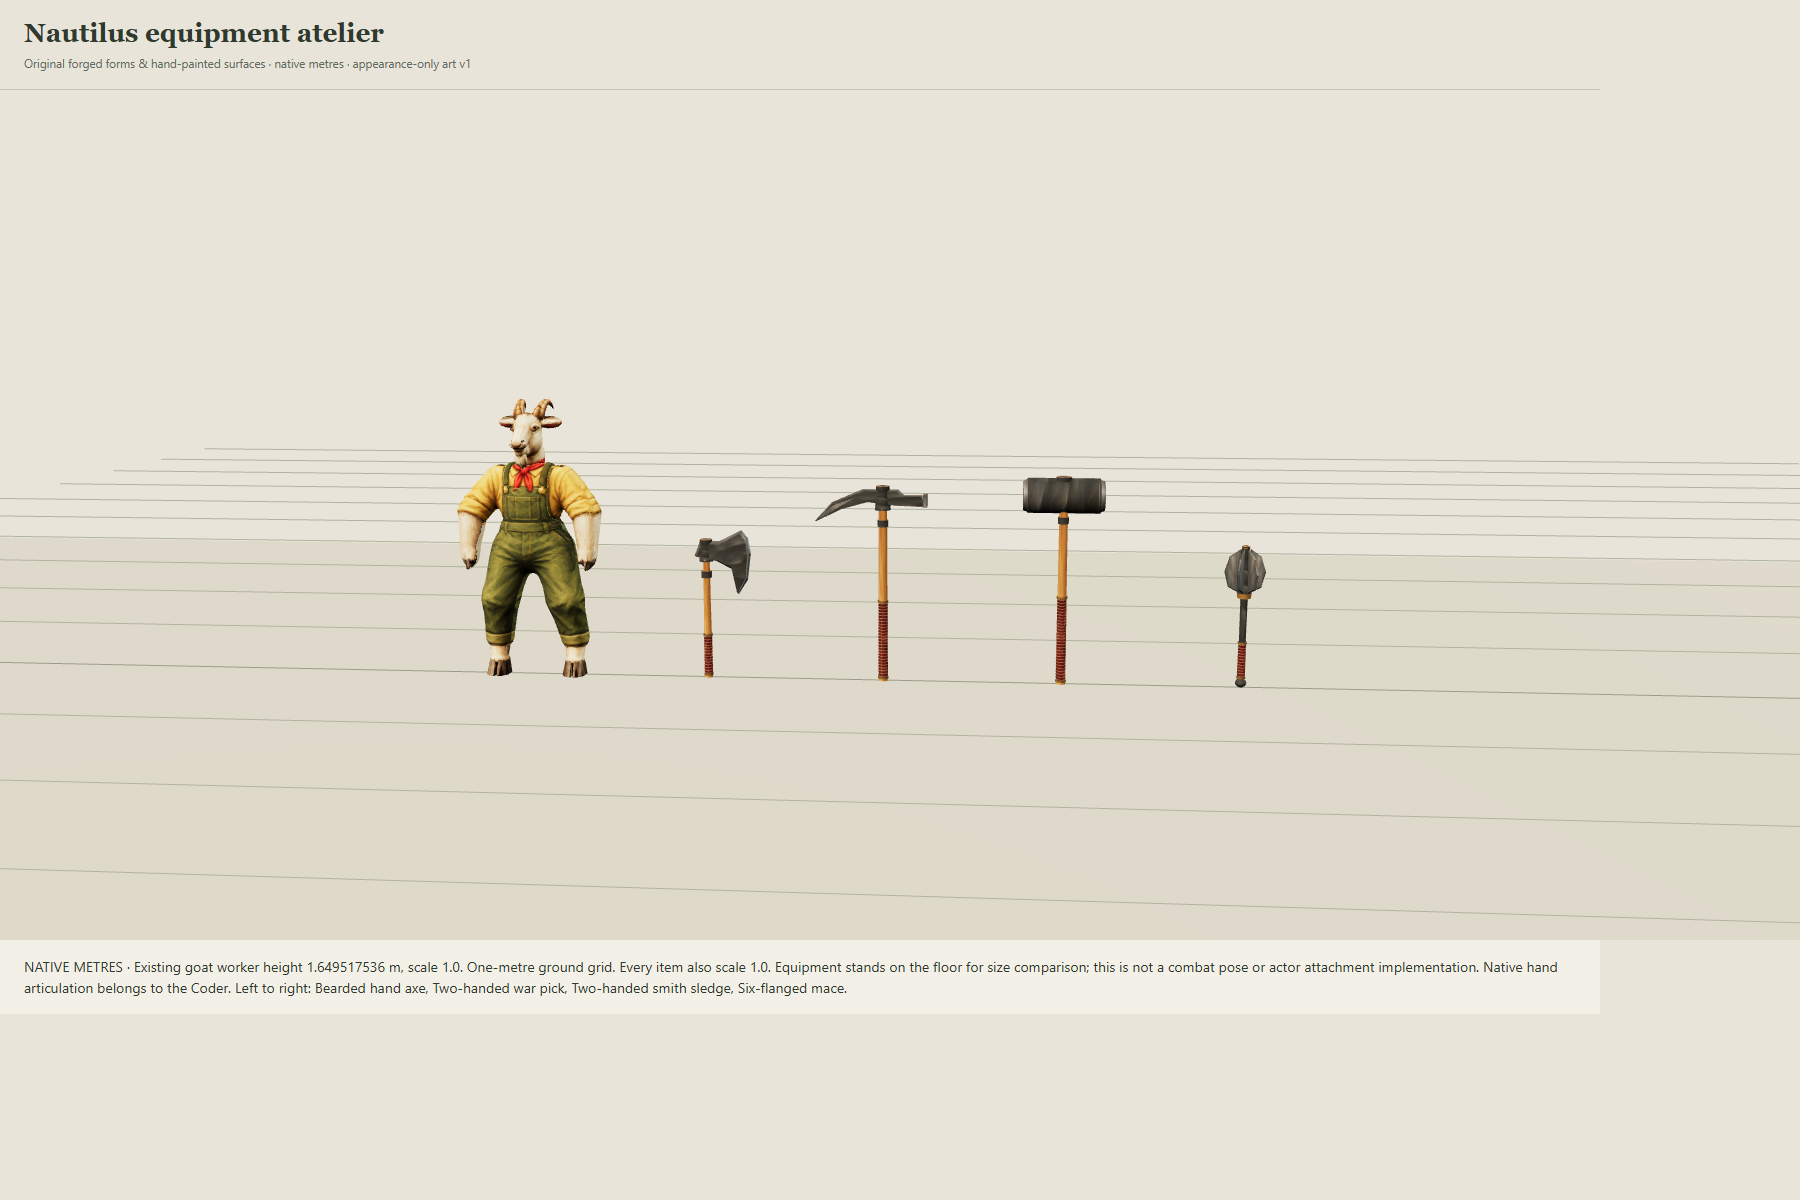 Nautilus equipment atelier
Original forged forms & hand-painted surfaces · native metres · appearance-only art v1
NATIVE METRES · Existing goat worker height 1.649517536 m, scale 1.0. One-metre ground grid. Every item also scale 1.0. Equipment stands on the floor for size comparison; this is not a combat pose or actor attachment implementation. Native hand
articulation belongs to the Coder. Left to right: Bearded hand axe, Two-handed war pick, Two-handed smith sledge, Six-flanged mace.